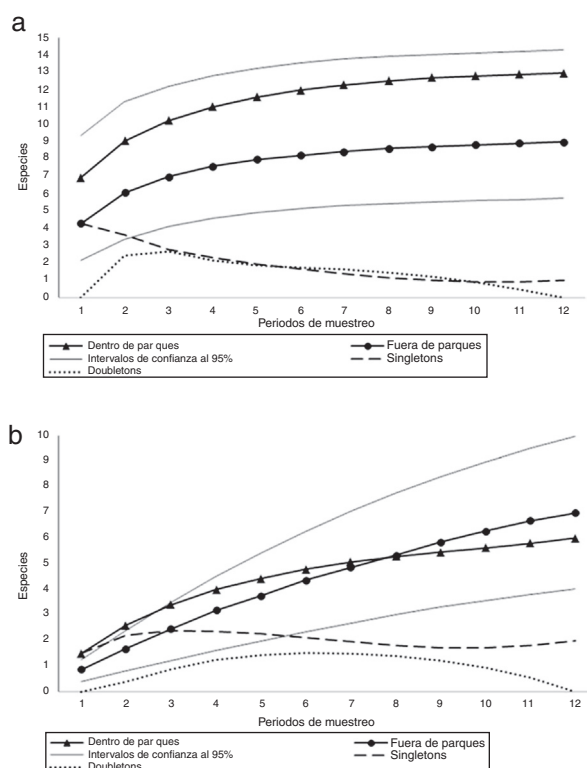 a
15
14
13
12
11
10
9
8
7
6
5
4
3
2
1
0
Especies
1 2 3 4 5 6 7 8 9 10 11 12
Periodos de muestreo
Dentro de par ques
Fuera de parques
Intervalos de confianza al 95%
Singletons
Doubletons
b
10
9
8
7
6
5
4
3
2
1
0
Especies
1 2 3 4 5 6 7 8 9 10 11 12
Periodos de muestreo
Dentro de par ques
Fuera de parques
Intervalos de confianza al 95%
Singletons
Doubletons